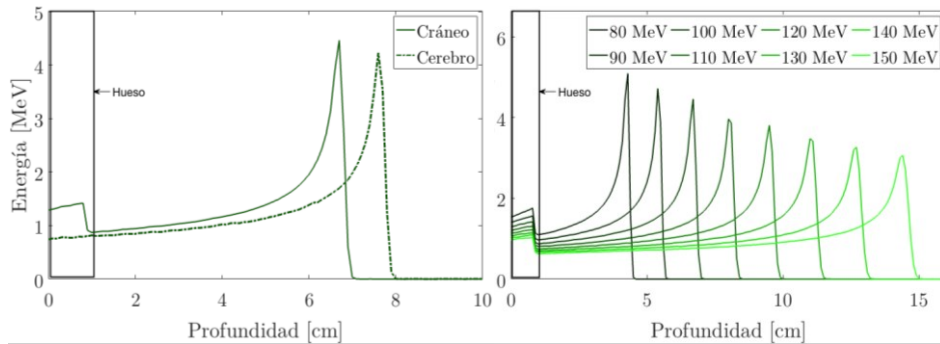 Cráneo
Cerebro
Hueso
Energía [MeV]
5
4
3
2
1
0
0 2 4 6 8 10
Profundidad [cm]
80 MeV 100 MeV 120 MeV 140 MeV
90 MeV 110 MeV 130 MeV 150 MeV
Hueso
6
4
2
0
0 5 10 15
Profundidad [cm]